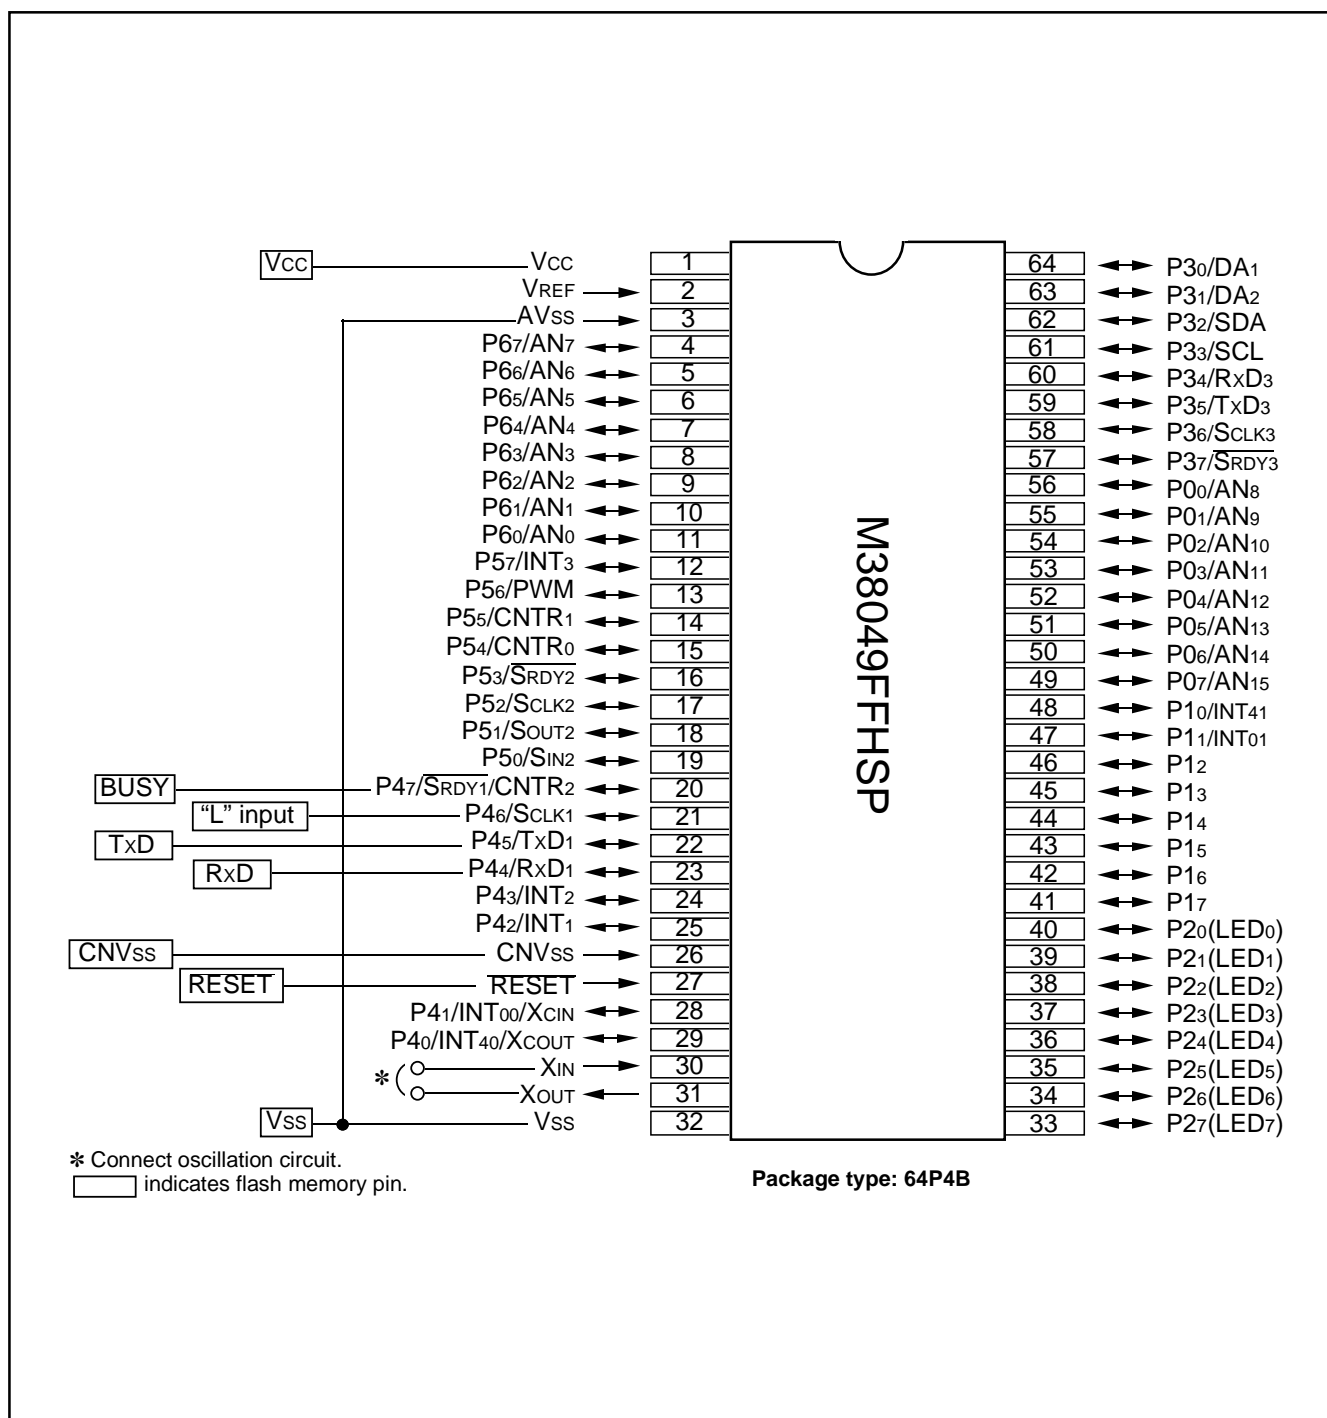 VCC VCC 1 64 P30/DA1
VREF 2 63 P31/DA2
AVSS 3 62 P32/SDA
P67/AN7 4 61 P33/SCL
P66/AN6 5 60 P34/RXD3
P65/AN5 6 59 P35/TXD3
P64/AN4 7 58 P36/SCLK3
P63/AN3 8 57 P37/SRDY3
P62/AN2 9 56 P00/AN8
P61/AN1 10 55 P01/AN9
P60/AN0 11 54 P02/AN10
P57/INT3 12 53 P03/AN11
P56/PWM 13 52 P04/AN12
P55/CNTR1 14 51 P05/AN13
P54/CNTR0 15 50 P06/AN14
P53/SRDY2 16 49 P07/AN15
P52/SCLK2 17 48 P10/INT41
P51/SOUT2 18 47 P11/INT01
P50/SIN2 19 46 P12
BUSY P47/SRDY1/CNTR2 20 45 P13
“L” input P46/SCLK1 21 44 P14
TXD P45/TXD1 22 43 P15
RXD P44/RXD1 23 42 P16
P43/INT2 24 41 P17
P42/INT1 25 40 P20(LED0)
CNVSS CNVSS 26 39 P21(LED1)
RESET RESET 27 38 P22(LED2)
P41/INT00/XCIN 28 37 P23(LED3)
P40/INT40/XCOUT 29 36 P24(LED4)
* XIN 30 35 P25(LED5)
XOUT 31 34 P26(LED6)
VSS VSS 32 33 P27(LED7)
M38049FFHSP
* Connect oscillation circuit.
indicates flash memory pin.
Package type: 64P4B